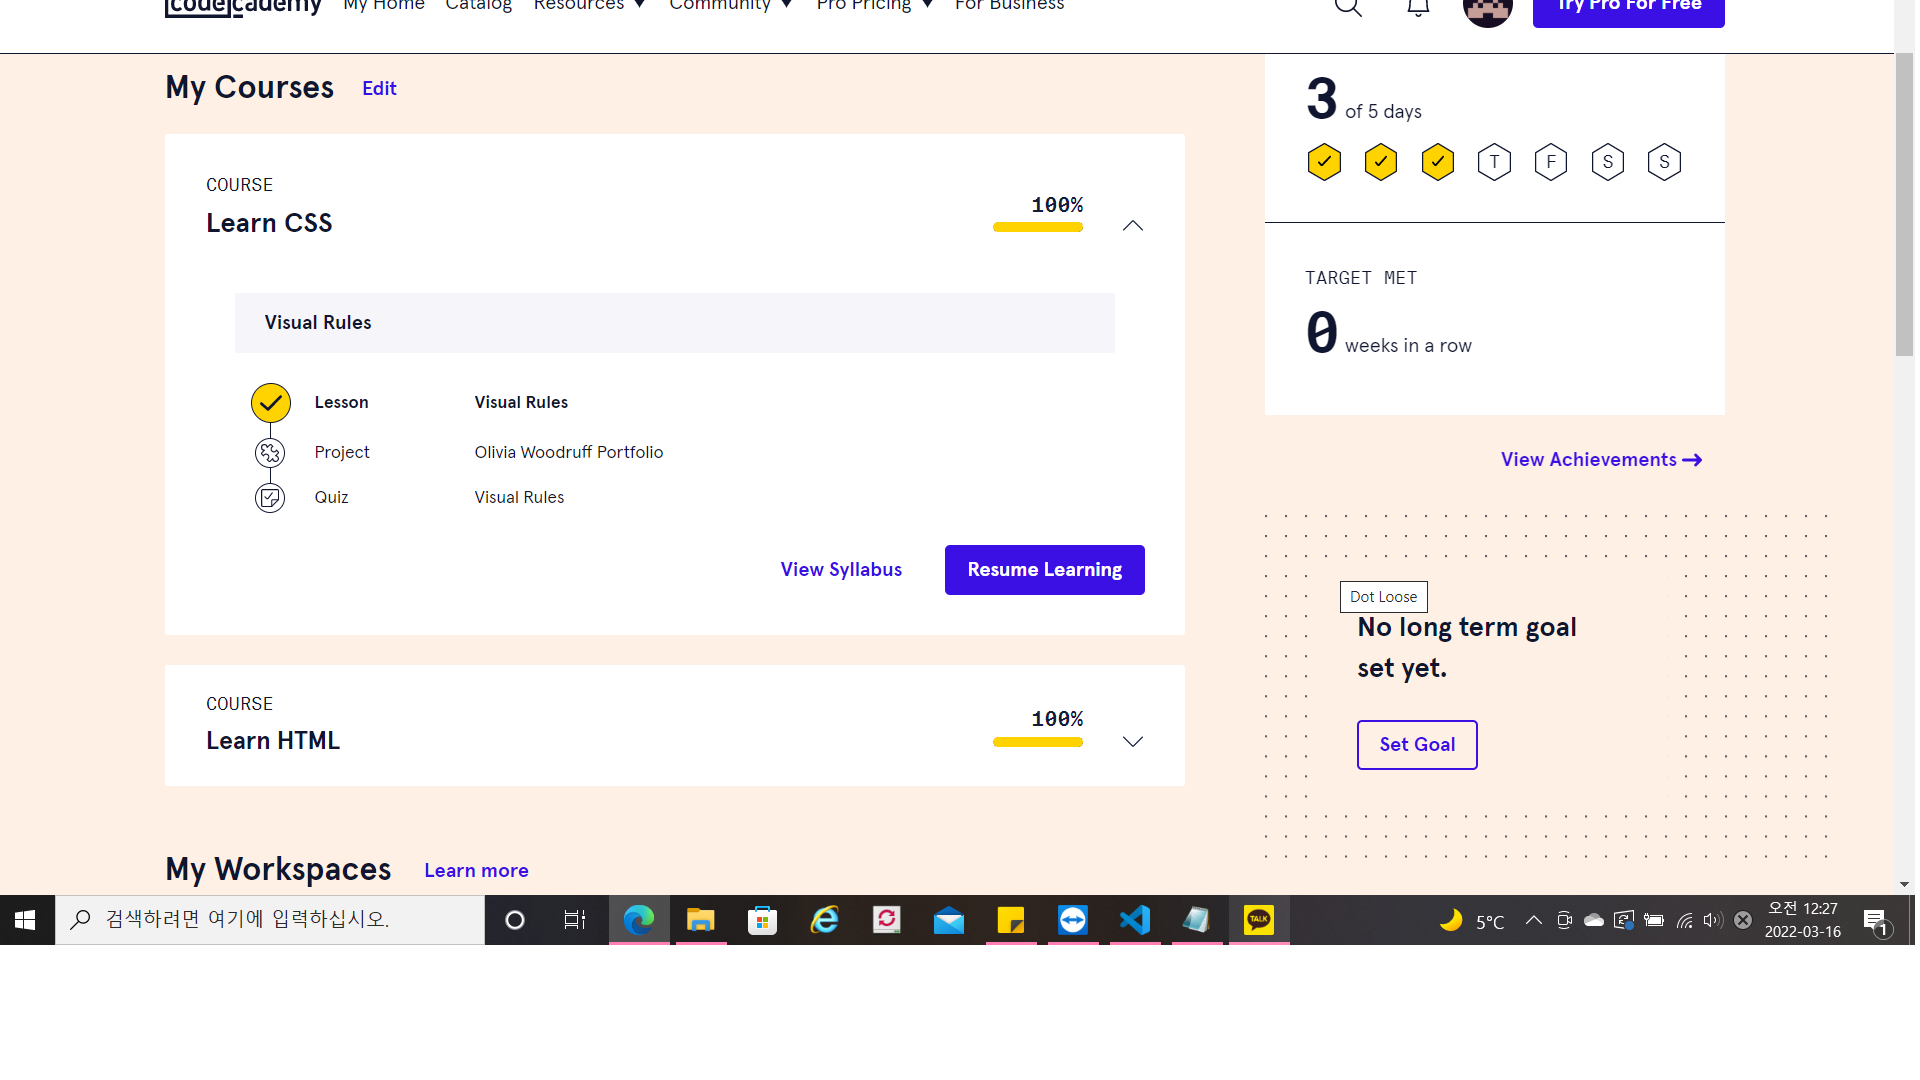 codecademy My Home Catalog Resources Community Pro Pricing For Business Try Pro For Free
My Courses Edit
COURSE
Learn CSS
100%
Visual Rules
Lesson Visual Rules
Project Olivia Woodruff Portfolio
Quiz Visual Rules
View Syllabus Resume Learning
COURSE
Learn HTML
100%
My Workspaces Learn more
3 of 5 days
T F S S
TARGET MET
0 weeks in a row
View Achievements
Dot Loose
No long term goal
set yet.
Set Goal
검색하려면 여기에 입력하십시오.
TALK
5°C
오전 12:27
2022-03-16
1